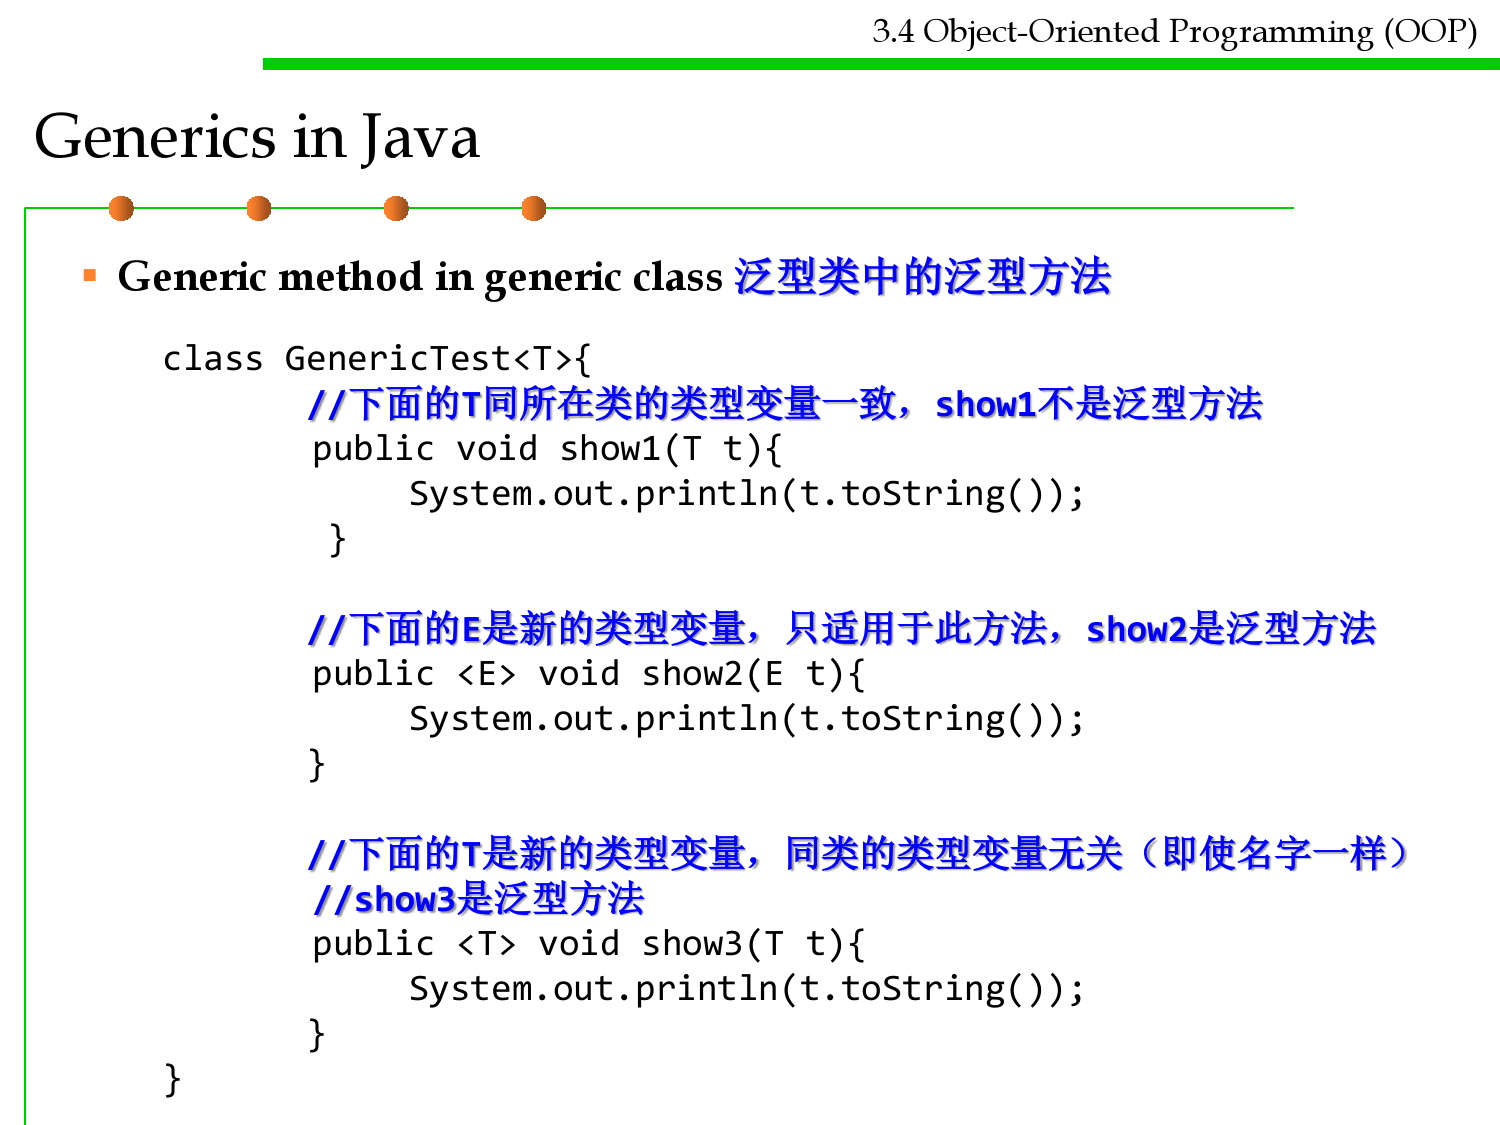 3.4 Object-Oriented Programming (OOP)
Generics in Java
Generic method in generic class 泛型类中的泛型方法
class GenericTest<T>{
//下面的T同所在类的类型变量一致，show1不是泛型方法
public void show1(T t){
System.out.println(t.toString());
}
//下面的E是新的类型变量，只适用于此方法，show2是泛型方法
public <E> void show2(E t){
System.out.println(t.toString());
}
//下面的T是新的类型变量，同类的类型变量无关（即使名字一样）
//show3是泛型方法
public <T> void show3(T t){
System.out.println(t.toString());
}
}